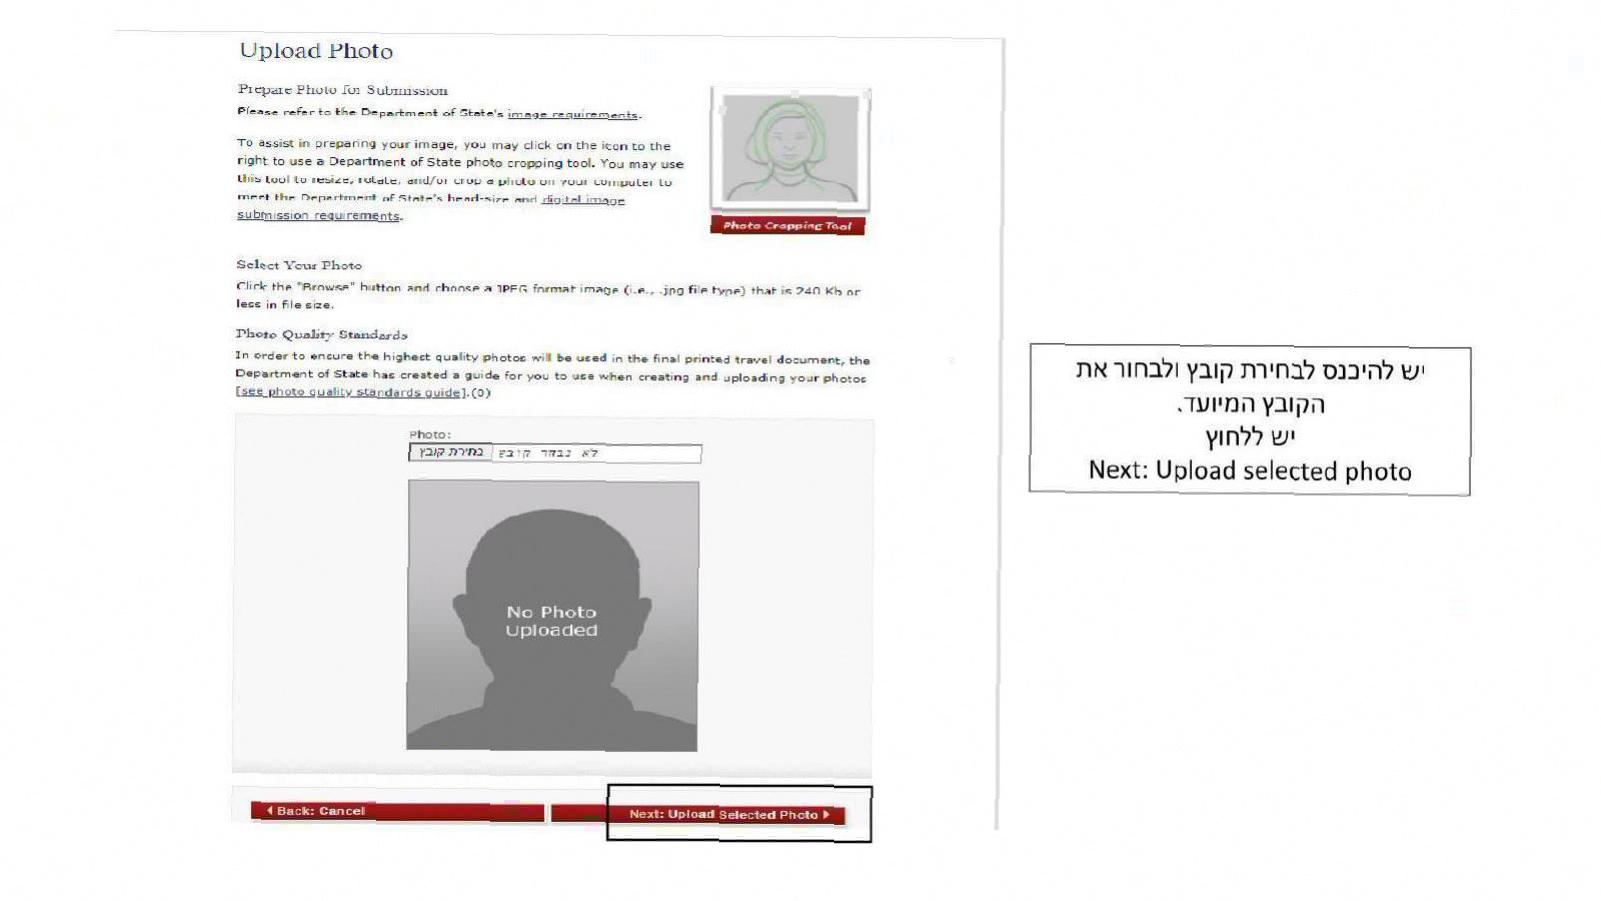 Upload Photo
Prepare Photo for Submission
Please refer to the Department of State's image requirements.
To assist in preparing your image, you may click on the icon to the
right to use a Department of State photo cropping tool. You may use
this tool to resize, rotate, and/or crop a photo on your computer to
meet the Department of State's head-size and digital image
submission requirements.
Photo Cropping Tool
Select Your Photo
Click the "Browse" button and choose a JPEG format image (i.e., .jpg file type) that is 240 Kb or
less in file size.
Photo Quality Standards
In order to ensure the highest quality photos will be used in the final printed travel document, the
Department of State has created a guide for you to use when creating and uploading your photos
[see photo quality standards guide].(0)
Photo:
בחירת קובץ לא נבחר קובץ
No Photo
Uploaded
Back: Cancel
Next: Upload Selected Photo
יש להיכנס לבחירת קובץ ולבחור את
הקובץ המיועד.
יש ללחוץ
Next: Upload selected photo